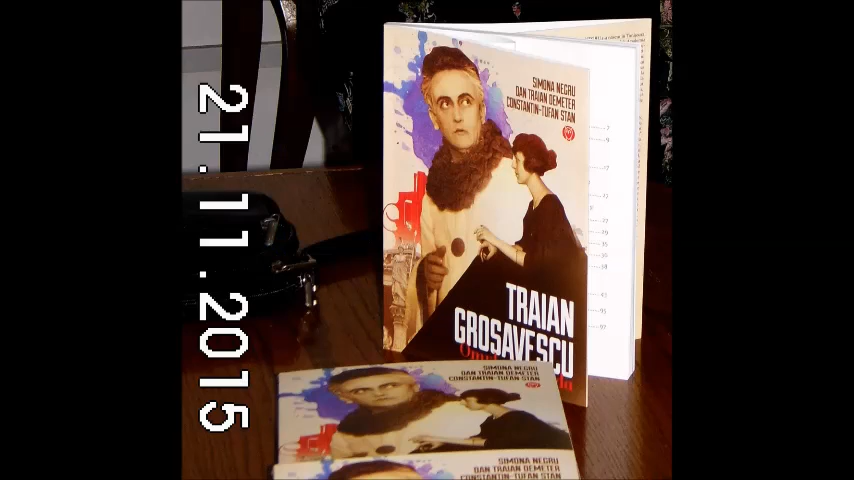 21.11.2015
SIMONA NEGRU
DAN TRAIAN DEMETER
CONSTANTIN-TUFAN STAN
TRAIAN
GROSAVESCU
SIMONA NEGRU
DAN TRAIAN DEMETER
CONSTANTIN-TUFAN STAN
SIMONA NEGRU
DAN TRAIAN DEMETER
CONSTANTIN-TUFAN STAN